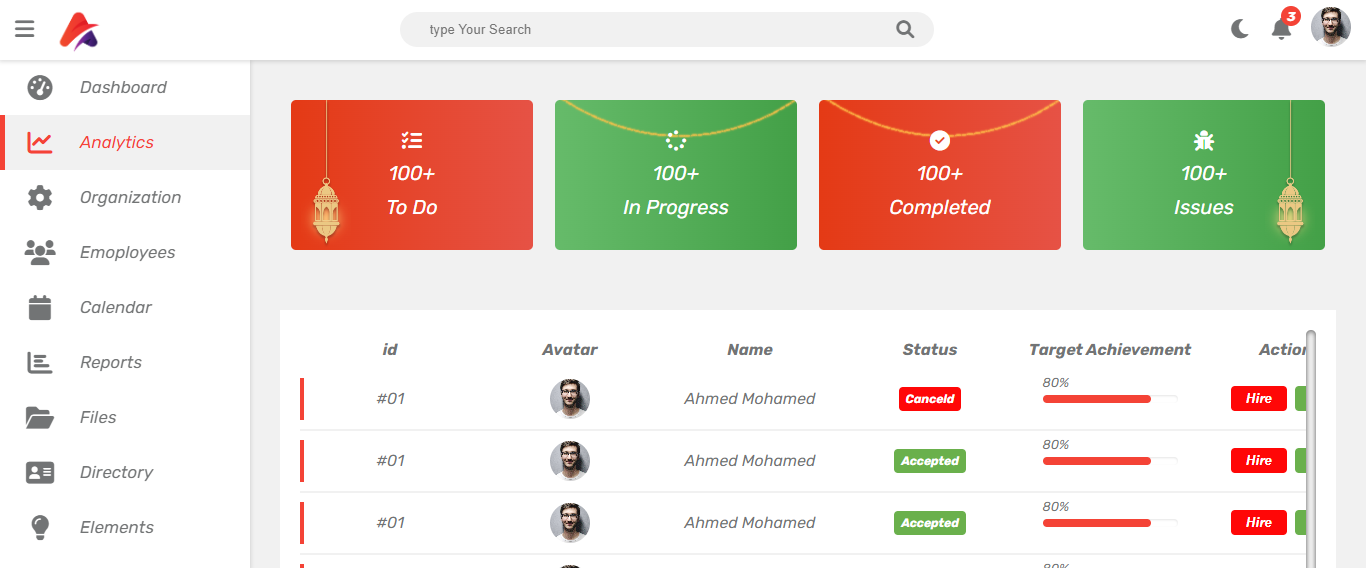 type Your Search
3
Dashboard
Analytics
Organization
Emoployees
Calendar
Reports
Files
Directory
Elements
100+
To Do
100+
In Progress
100+
Completed
100+
Issues
id Avatar Name Status Target Achievement Action
#01 Ahmed Mohamed Canceld 80% Hire
#01 Ahmed Mohamed Accepted 80% Hire
#01 Ahmed Mohamed Accepted 80% Hire
80%